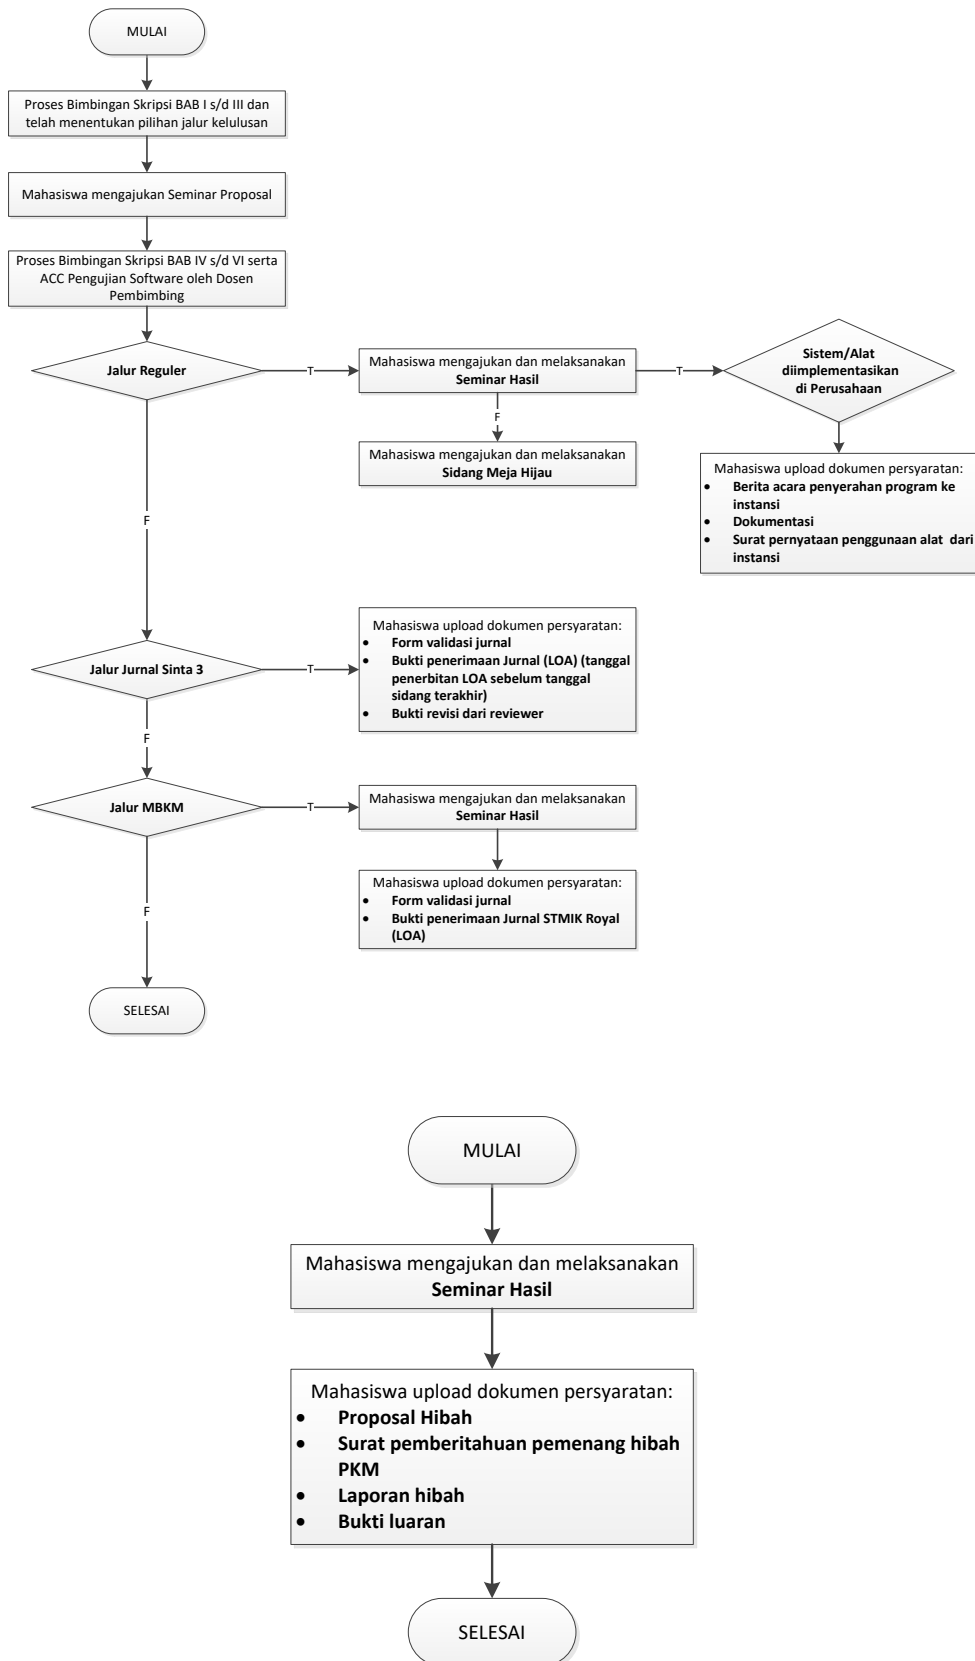 MULAI
Proses Bimbingan Skripsi BAB I s/d III dan
telah menentukan pilihan jalur kelulusan
Mahasiswa mengajukan Seminar Proposal
Proses Bimbingan Skripsi BAB IV s/d VI serta
ACC Pengujian Software oleh Dosen
Pembimbing
Jalur Reguler
T
Mahasiswa mengajukan dan melaksanakan
Seminar Hasil
T
Sistem/Alat
diimplementasikan
di Perusahaan
F
Mahasiswa mengajukan dan melaksanakan
Sidang Meja Hijau
Mahasiswa upload dokumen persyaratan:
• Berita acara penyerahan program ke
instansi
• Dokumentasi
• Surat pernyataan penggunaan alat dari
instansi
F
Jalur Jurnal Sinta 3
T
Mahasiswa upload dokumen persyaratan:
• Form validasi jurnal
• Bukti penerimaan Jurnal (LOA) (tanggal
penerbitan LOA sebelum tanggal
sidang terakhir)
• Bukti revisi dari reviewer
F
Jalur MBKM
T
Mahasiswa mengajukan dan melaksanakan
Seminar Hasil
Mahasiswa upload dokumen persyaratan:
• Form validasi jurnal
• Bukti penerimaan Jurnal STMIK Royal
(LOA)
F
SELESAI
MULAI
Mahasiswa mengajukan dan melaksanakan
Seminar Hasil
Mahasiswa upload dokumen persyaratan:
• Proposal Hibah
• Surat pemberitahuan pemenang hibah
PKM
• Laporan hibah
• Bukti luaran
SELESAI